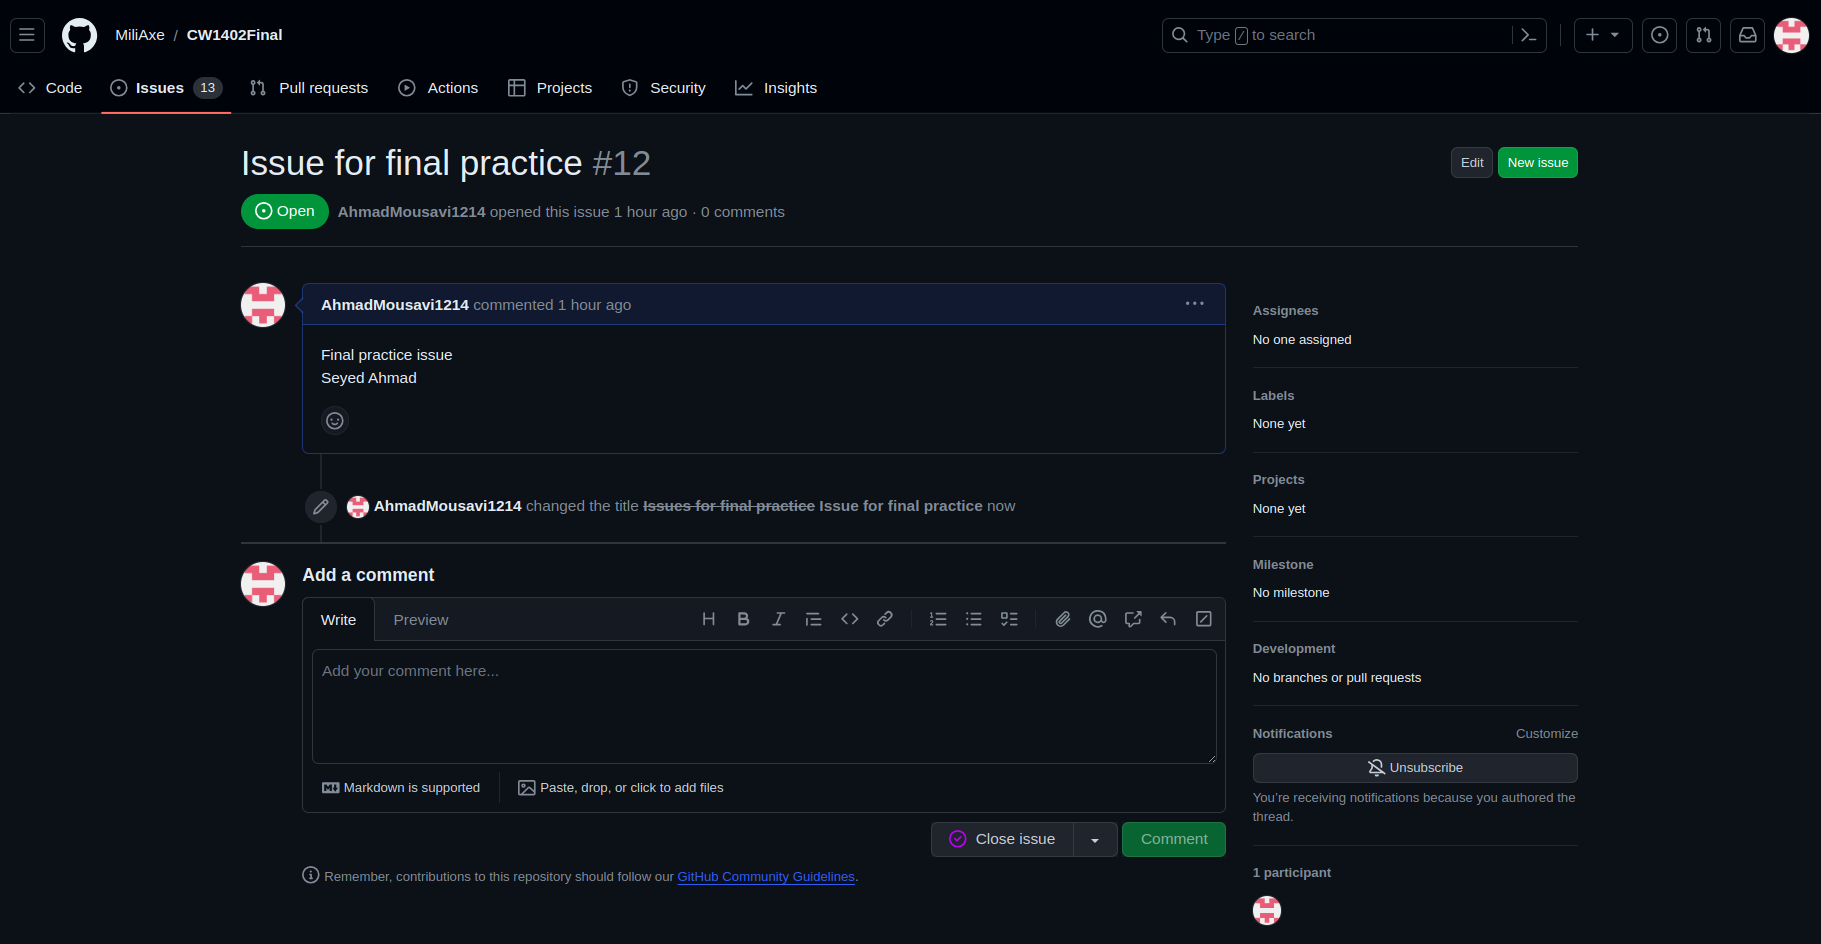 MiliAxe / CW1402Final
Type / to search
Code
Issues 13
Pull requests
Actions
Projects
Security
Insights
Issue for final practice #12
Edit
New issue
Open
AhmadMousavi1214 opened this issue 1 hour ago · 0 comments
AhmadMousavi1214 commented 1 hour ago
Final practice issue
Seyed Ahmad
AhmadMousavi1214 changed the title Issues for final practice Issue for final practice now
Add a comment
Write
Preview
Add your comment here...
Markdown is supported
Paste, drop, or click to add files
Close issue
Comment
Remember, contributions to this repository should follow our GitHub Community Guidelines.
Assignees
No one assigned
Labels
None yet
Projects
None yet
Milestone
No milestone
Development
No branches or pull requests
Notifications
Customize
Unsubscribe
You’re receiving notifications because you authored the
thread.
1 participant